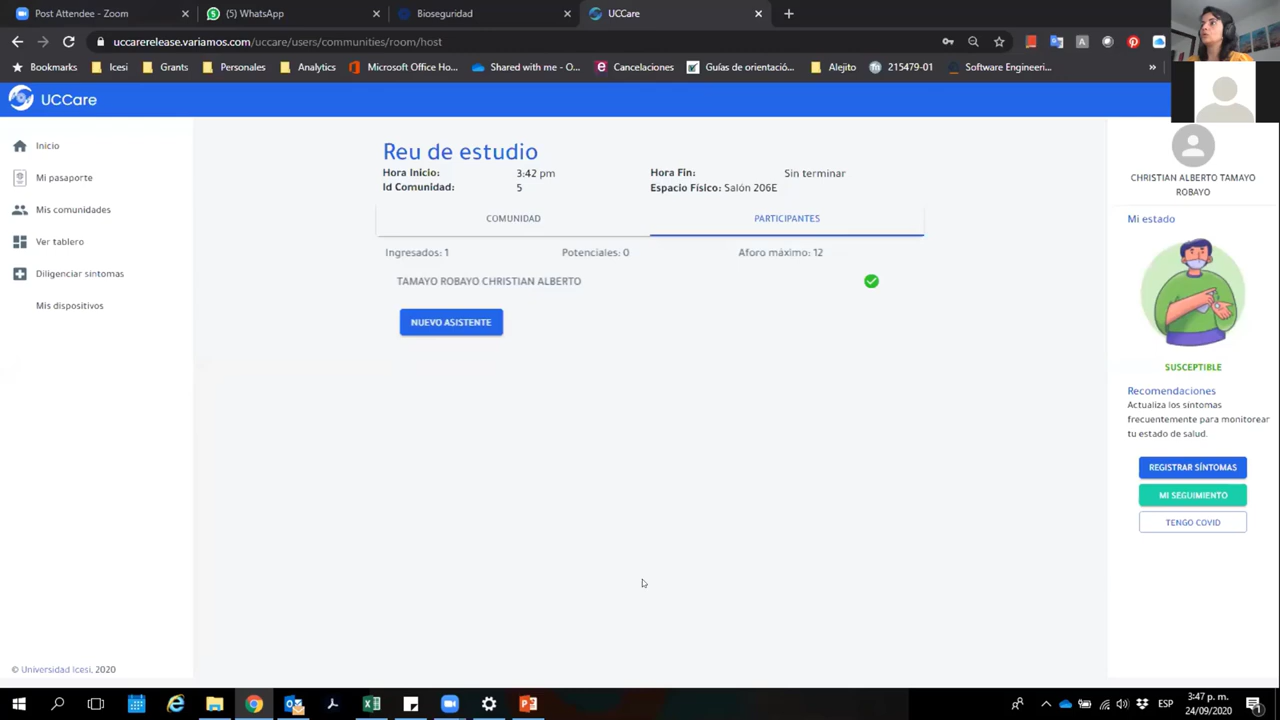 Post Attendee - Zoom
(5) WhatsApp
Bioseguridad
UCCare
uccarerelease.variamos.com/uccare/users/communities/room/host
Bookmarks
Icesi
Grants
Personales
Analytics
Microsoft Office Ho...
Shared with me - O...
Cancelaciones
Guías de orientació...
Alejito
215479-01
Software Engineeri...
UCCare
Inicio
Mi pasaporte
Mis comunidades
Ver tablero
Diligenciar sintomas
Mis dispositivos
© Universidad Icesi, 2020
Reu de estudio
Hora Inicio: 3:42 pm
Hora Fin: Sin terminar
Id Comunidad: 5
Espacio Físico: Salón 206E
COMUNIDAD
PARTICIPANTES
Ingresados: 1
Potenciales: 0
Aforo máximo: 12
TAMAYO ROBAYO CHRISTIAN ALBERTO
NUEVO ASISTENTE
CHRISTIAN ALBERTO TAMAYO
ROBAYO
Mi estado
SUSCEPTIBLE
Recomendaciones
Actualiza los sintomas
frecuentemente para monitorear
tu estado de salud.
REGISTRAR SÍNTOMAS
MI SEGUIMIENTO
TENGO COVID
ESP
3:47 p. m.
24/09/2020